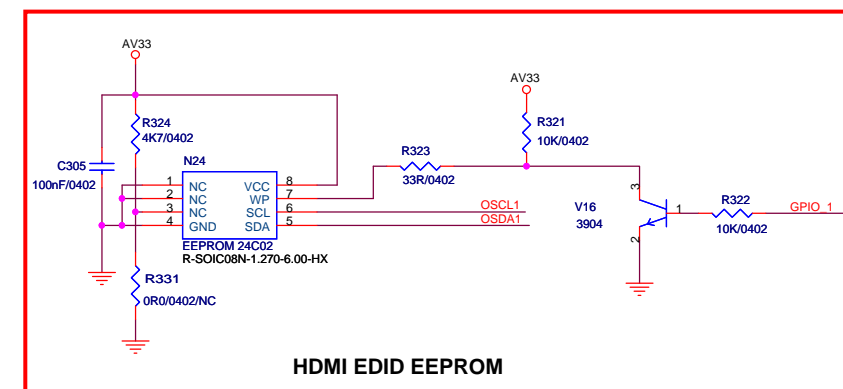 AV33
AV33
R324
4K7/0402
R321
10K/0402
R323
33R/0402
C305
100nF/0402
N24
1 NC VCC 8
2 NC WP 7
3 NC SCL 6 OSCL1
4 GND SDA 5 OSDA1
EEPROM 24C02
R-SOIC08N-1.270-6.00-HX
V16
3904
3
1
2
R322
10K/0402
GPIO_1
R331
0R0/0402/NC
HDMI EDID EEPROM